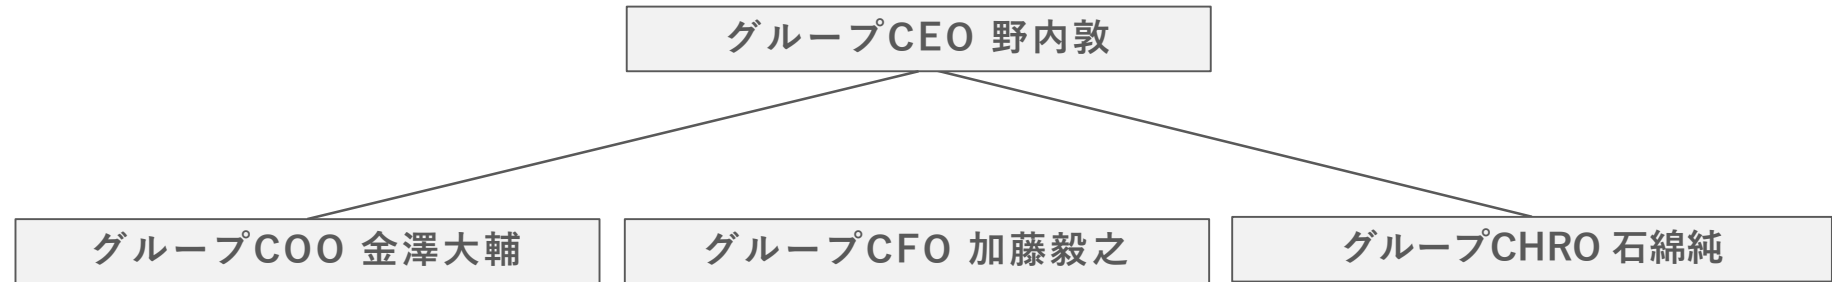 グループCEO 野内敦
グループCOO 金澤大輔
グループCFO 加藤毅之
グループCHRO 石綿純